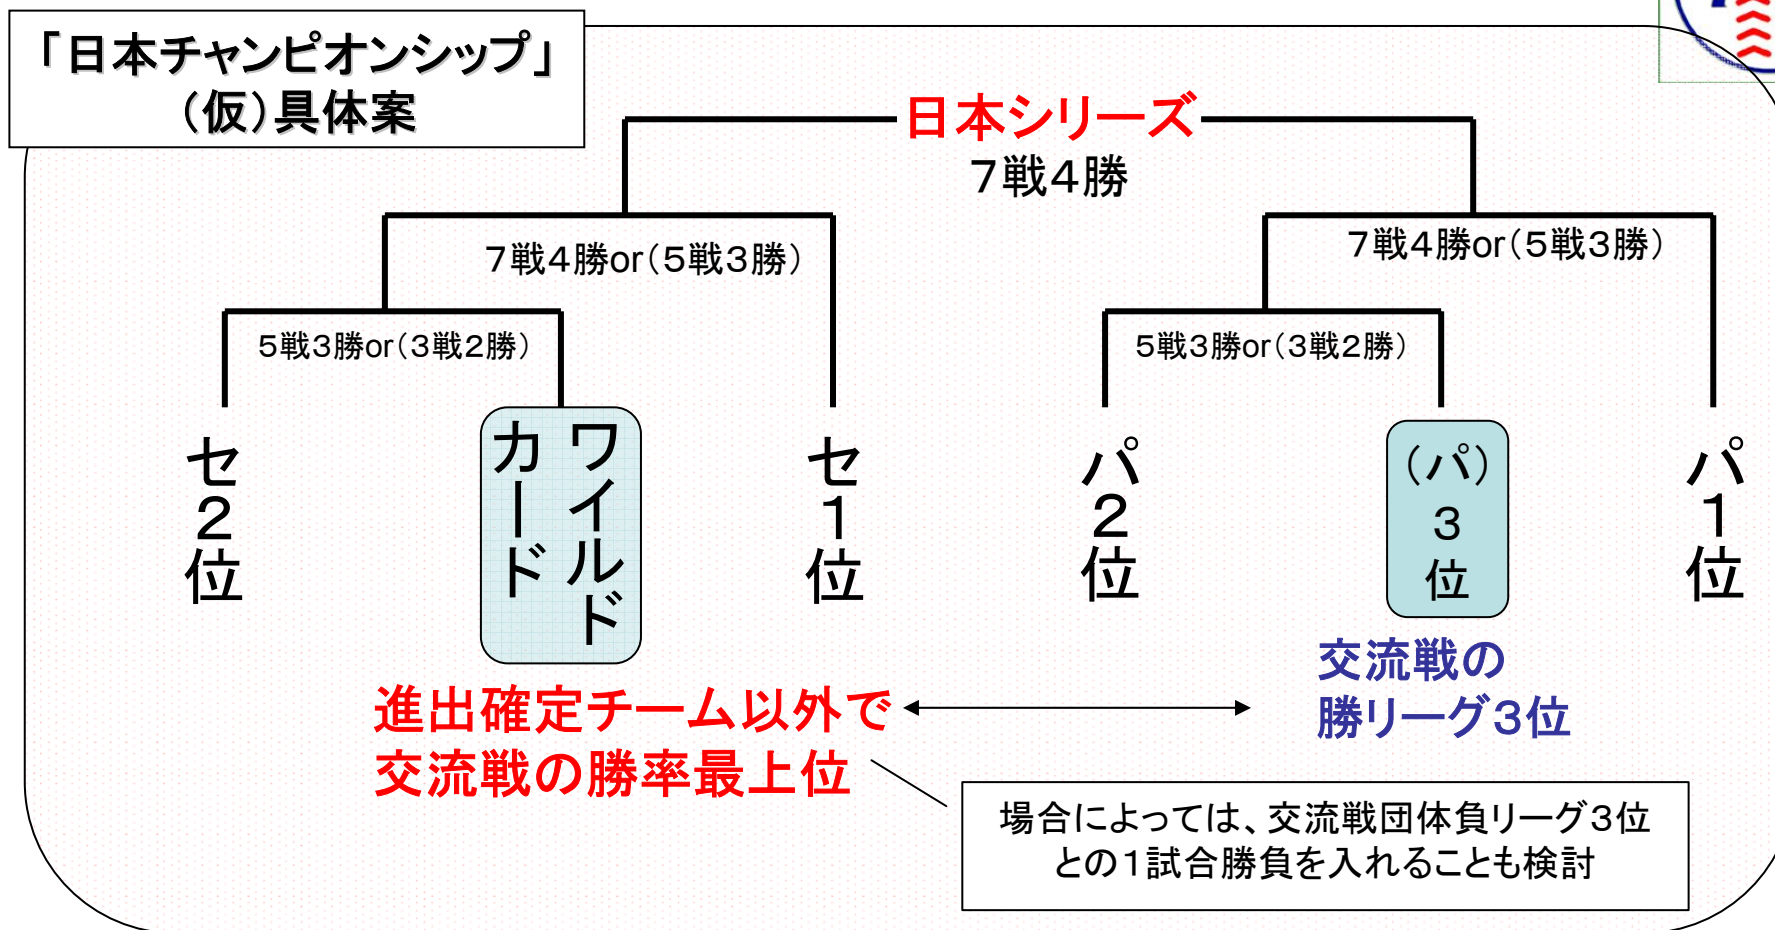 「日本チャンピオンシップ」
（仮）具体案
日本シリーズ
７戦４勝
７戦４勝or（５戦３勝）
７戦４勝or（５戦３勝）
５戦３勝or（３戦２勝）
５戦３勝or（３戦２勝）
セ２位
ワイルド
カード
セ１位
パ２位
（パ）
３
位
パ１位
進出確定チーム以外で
交流戦の勝率最上位
交流戦の
勝リーグ３位
場合によっては、交流戦団体負リーグ３位
との１試合勝負を入れることも検討